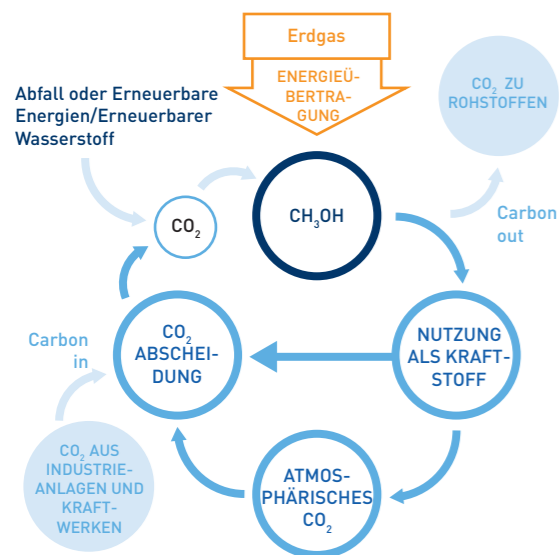 Erdgas
ENERGIEÜ-
BERTRA-
GUNG
CO₂ ZU
ROHSTOFFEN
Abfall oder Erneuerbare
Energien/Erneuerbarer
Wasserstoff
CO₂
CH₃OH
Carbon
out
CO₂
ABSCHEI-
DUNG
NUTZUNG
ALS KRAFT-
STOFF
Carbon
in
CO₂ AUS
INDUSTRIE-
ANLAGEN UND
KRAFT-
WERKEN
ATMOS-
PHÄRISCHES
CO₂